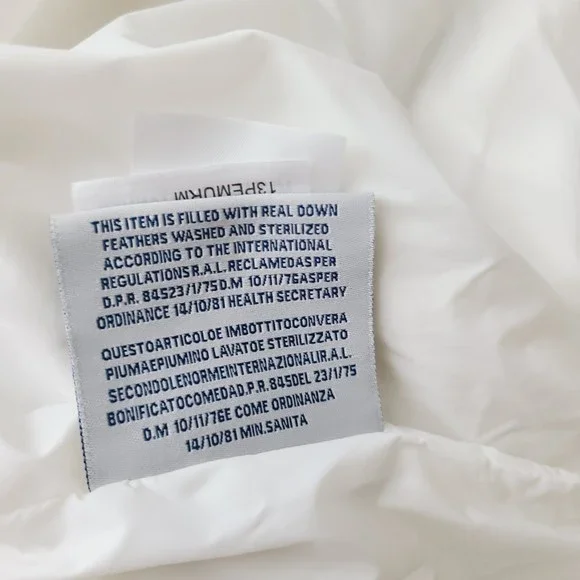 13PEMURM
THIS ITEM IS FILLED WITH REAL DOWN
FEATHERS WASHED AND STERILIZED
ACCORDING TO THE INTERNATIONAL
REGULATIONS R.A.L. RECLAMEDAS PER
D.P.R. 84523/1/75 D.M 10/11/76ASPER
ORDINANCE 14/10/81 HEALTH SECRETARY
QUESTOARTICOLOE IMBOTTITOCONVERA
PIUMAEPIUMINO LAVATOE STERILIZZATO
SECONDOLENORMEINTERNAZIONALIR.A.L.
BONIFICATOCOMEDAD.P.R. 845DEL 23/1/75
D.M 10/11/76E COME ORDINANZA
14/10/81 MIN.SANITA